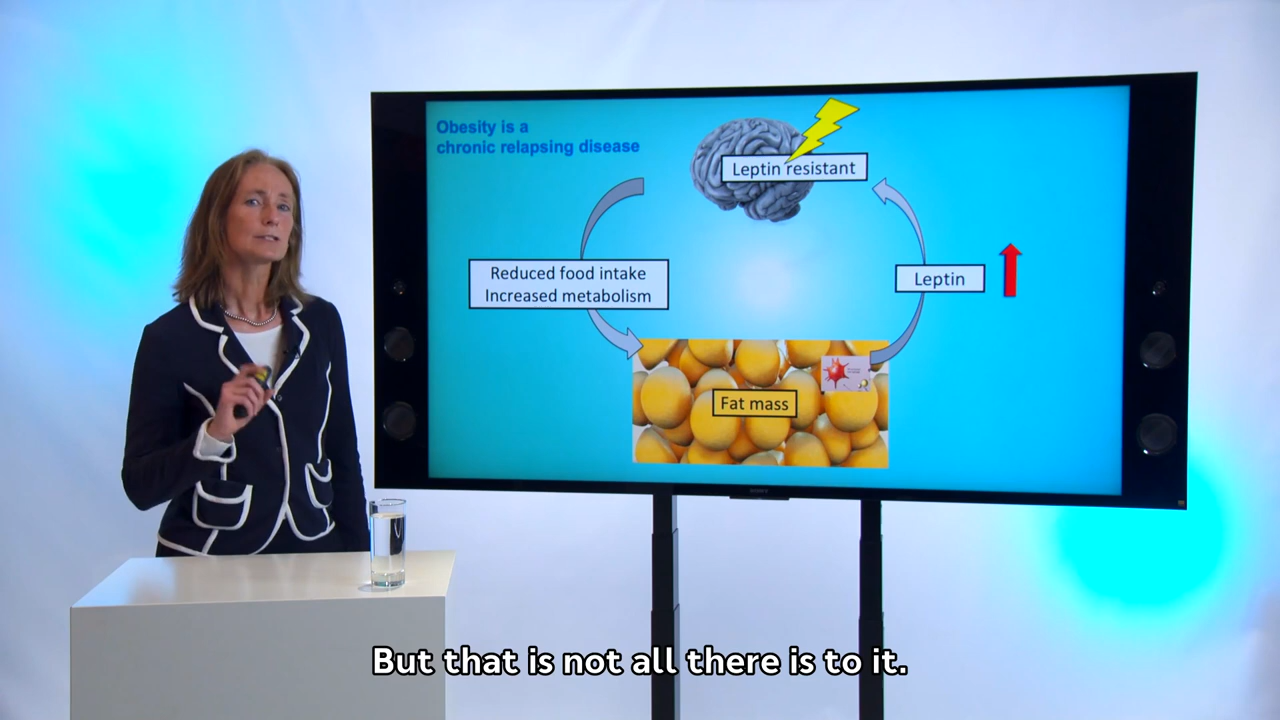 Obesity is a
chronic relapsing disease
Leptin resistant
Reduced food intake
Increased metabolism
Leptin
Fat mass
SONY
But that is not all there is to it.